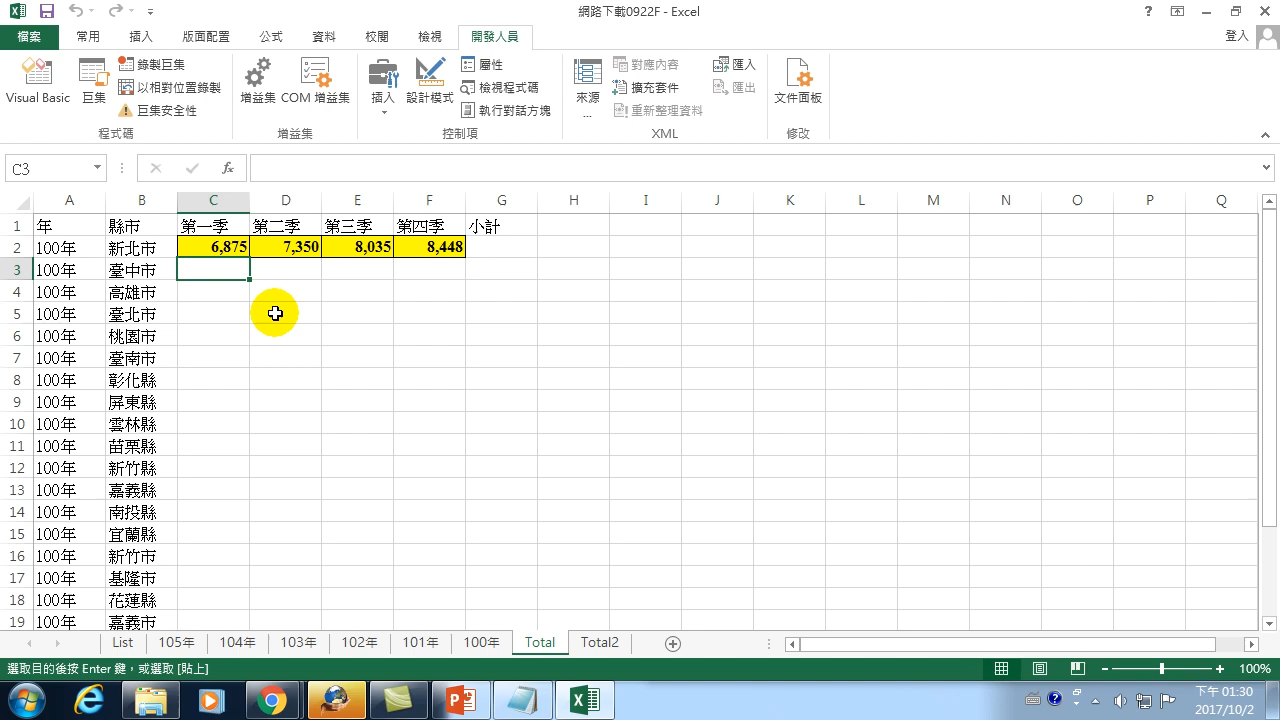 網路下載0922F - Excel
檔案 常用 插入 版面配置 公式 資料 校閱 檢視 開發人員 登入
Visual Basic 巨集 錄製巨集 以相對位置錄製 巨集安全性 程式碼
增益集 COM 增益集 增益集
插入 設計模式 屬性 檢視程式碼 執行對話方塊 控制項
來源... 對應內容 擴充套件 重新整理資料 匯入 匯出 XML
文件面板 修改
C3 fx
A B C D E F G H I J K L M N O P Q
1 年 縣市 第一季 第二季 第三季 第四季 小計
2 100年 新北市 6,875 7,350 8,035 8,448
3 100年 臺中市
4 100年 高雄市
5 100年 臺北市
6 100年 桃園市
7 100年 臺南市
8 100年 彰化縣
9 100年 屏東縣
10 100年 雲林縣
11 100年 苗栗縣
12 100年 新竹縣
13 100年 嘉義縣
14 100年 南投縣
15 100年 宜蘭縣
16 100年 新竹市
17 100年 基隆市
18 100年 花蓮縣
19 100年 嘉義市
List 105年 104年 103年 102年 101年 100年 Total Total2
選取目的後按 Enter 鍵，或選取 [貼上] 100%
下午 01:30
2017/10/2